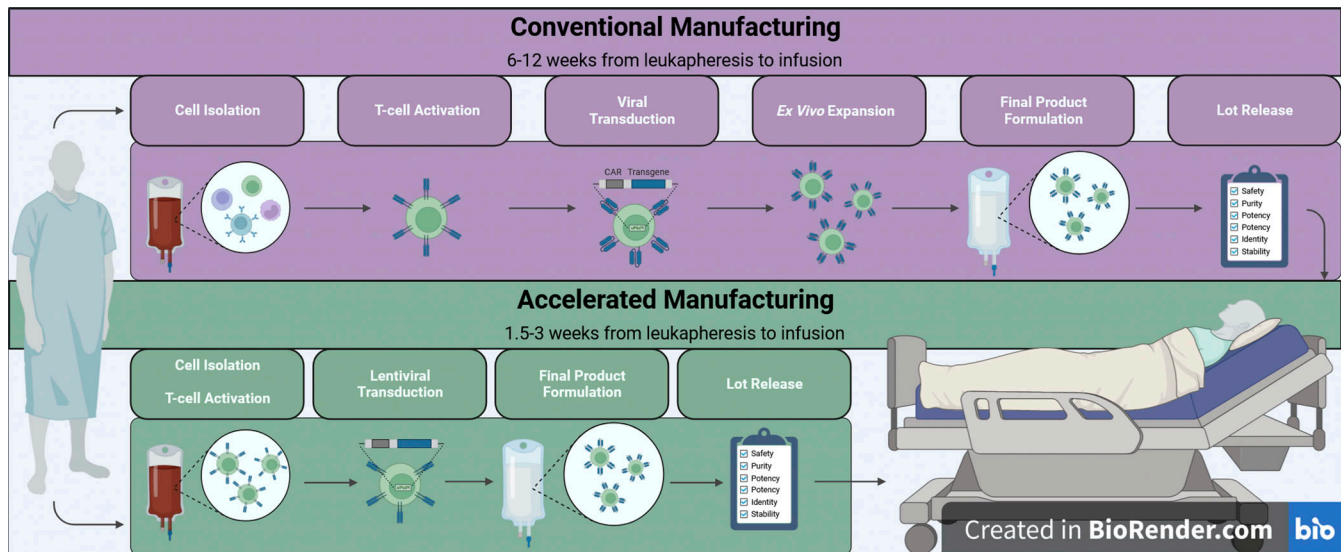 Conventional Manufacturing
6-12 weeks from leukapheresis to infusion
Cell Isolation
T-cell Activation
Viral
Transduction
Ex Vivo Expansion
Final Product
Formulation
Lot Release
CAR Transgene
Safety
Purity
Potency
Potency
Identity
Stability
Accelerated Manufacturing
1.5-3 weeks from leukapheresis to infusion
Cell Isolation
T-cell Activation
Lentiviral
Transduction
Final Product
Formulation
Lot Release
Safety
Purity
Potency
Potency
Identity
Stability
Created in BioRender.com bio